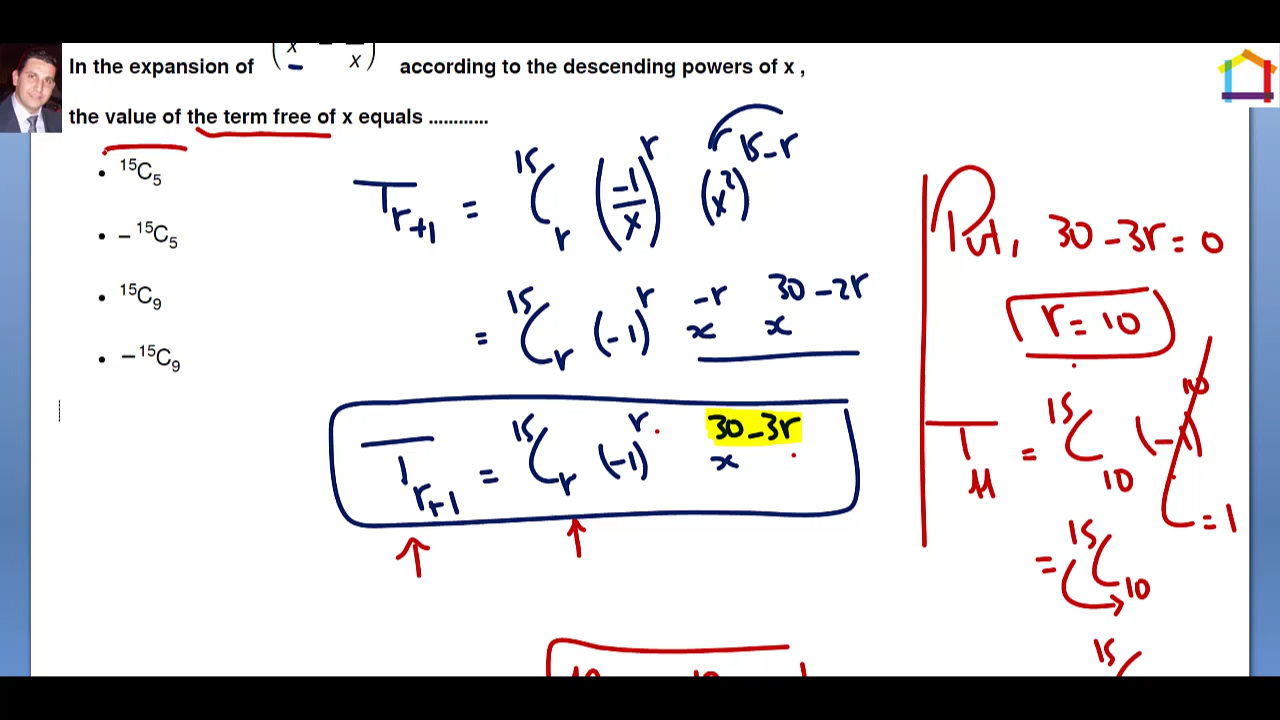 In the expansion of ( x − x ) according to the descending powers of x ,
the value of the term free of x equals ............
• ¹⁵C₅
• – ¹⁵C₅
• ¹⁵C₉
• – ¹⁵C₉
T_{r+1} = ¹⁵C_r (-1/x)^r (x²)^{15-r}
= ¹⁵C_r (-1)^r x^{-r} x^{30-2r}
T_{r+1} = ¹⁵C_r (-1)^r x^{30-3r}
Put, 30-3r=0
r=10
T₁₁ = ¹⁵C₁₀ (-1)^{10} =1
= ¹⁵C₁₀
15